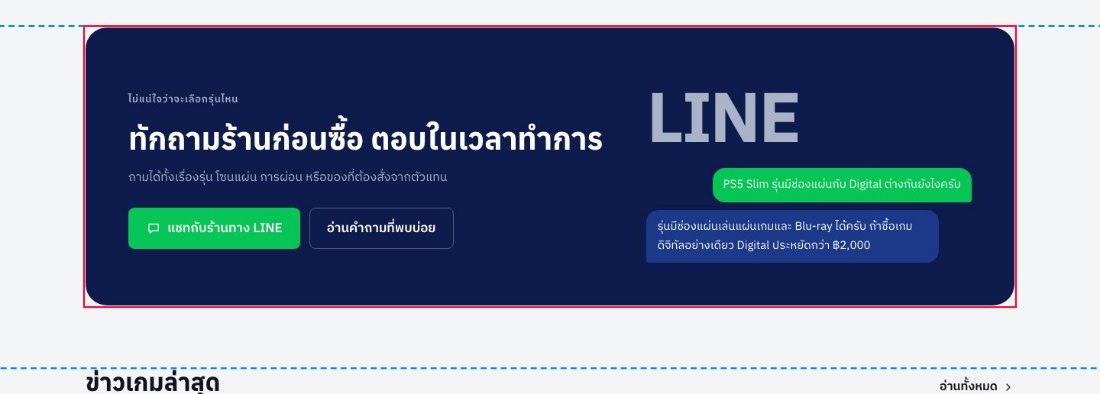 ไม่แน่ใจว่าจะเลือกรุ่นไหน
ทักถามร้านก่อนซื้อ ตอบในเวลาทำการ
ถามได้ทั้งเรื่องรุ่น โซนแผ่น การผ่อน หรือของที่ต้องสั่งจากตัวแทน
แชทกับร้านทาง LINE
อ่านคำถามที่พบบ่อย
LINE
PS5 Slim รุ่นมีช่องแผ่นกับ Digital ต่างกันยังไงครับ
รุ่นมีช่องแผ่นเล่นแผ่นเกมและ Blu-ray ได้ครับ ถ้าซื้อเกม
ดิจิทัลอย่างเดียว Digital ประหยัดกว่า ฿2,000
ข่าวเกมล่าสุด
อ่านทั้งหมด